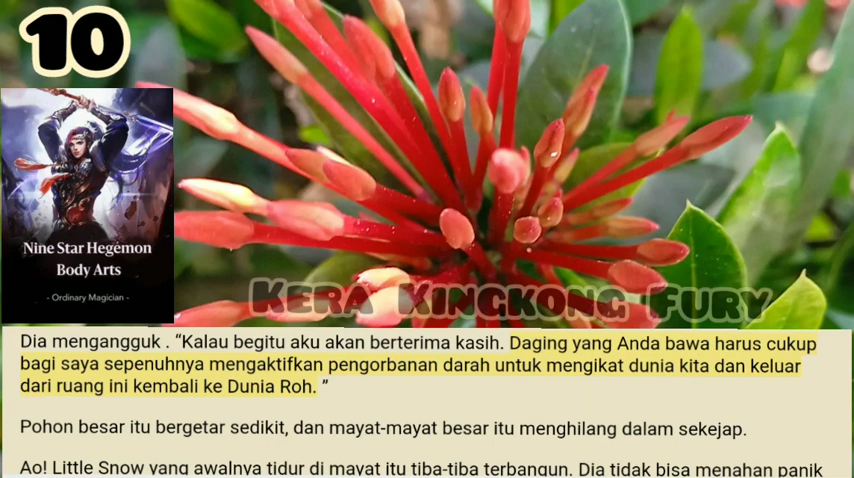 10
Nine Star Hegemon
Body Arts
- Ordinary Magician -
KERA KINGKONG FURY
Dia mengangguk . “Kalau begitu aku akan berterima kasih. Daging yang Anda bawa harus cukup
bagi saya sepenuhnya mengaktifkan pengorbanan darah untuk mengikat dunia kita dan keluar
dari ruang ini kembali ke Dunia Roh. ”
Pohon besar itu bergetar sedikit, dan mayat-mayat besar itu menghilang dalam sekejap.
Ao! Little Snow yang awalnya tidur di mayat itu tiba-tiba terbangun. Dia tidak bisa menahan panik